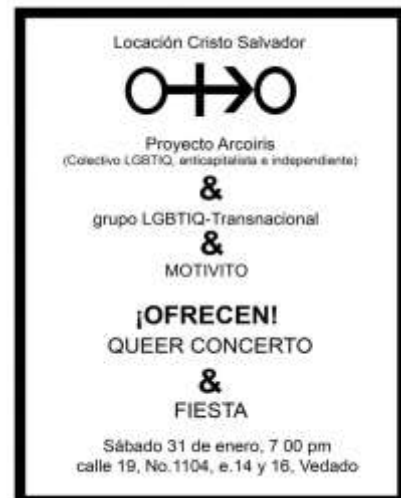 Locación Cristo Salvador
Proyecto Arcoiris
(Colectivo LGBTIQ, anticapitalista e independiente)
&
grupo LGBTIQ-Transnacional
&
MOTIVITO
¡OFRECEN!
QUEER CONCERTO
&
FIESTA
Sábado 31 de enero, 7 00 pm
calle 19, No.1104, e.14 y 16, Vedado